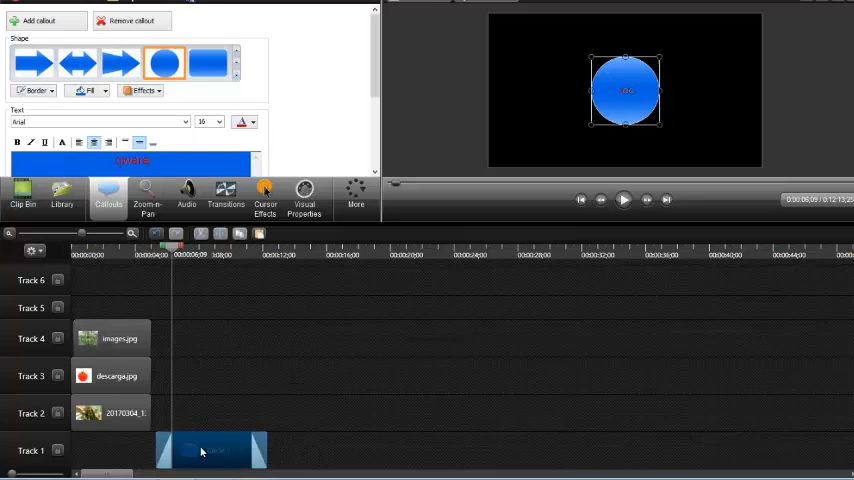 Add callout
Remove callout
Shape
Border
Fill
Effects
Text
Arial
16
B I U A
Clip Bin
Library
Callouts
Zoom-n-Pan
Audio
Transitions
Cursor Effects
Visual Properties
More
0:00:06;09 / 0:12:13;25
00:00:00;00
00:00:04;00
00:00:06;09
00:00:12;00
00:00:16;00
00:00:20;00
00:00:24;00
00:00:28;00
00:00:32;00
00:00:36;00
00:00:40;00
00:00:44;00
Track 6
Track 5
Track 4
images.jpg
Track 3
descarga.jpg
Track 2
20170304_1
Track 1